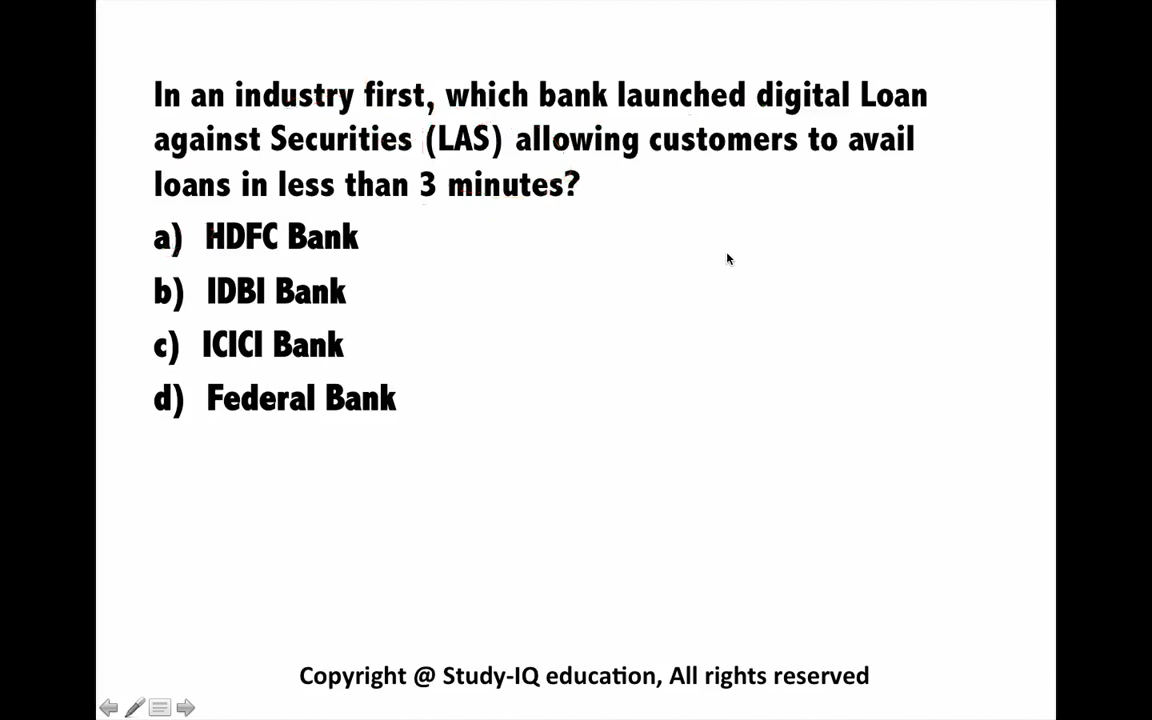 In an industry first, which bank launched digital Loan
against Securities (LAS) allowing customers to avail
loans in less than 3 minutes?
a) HDFC Bank
b) IDBI Bank
c) ICICI Bank
d) Federal Bank
Copyright @ Study-IQ education, All rights reserved